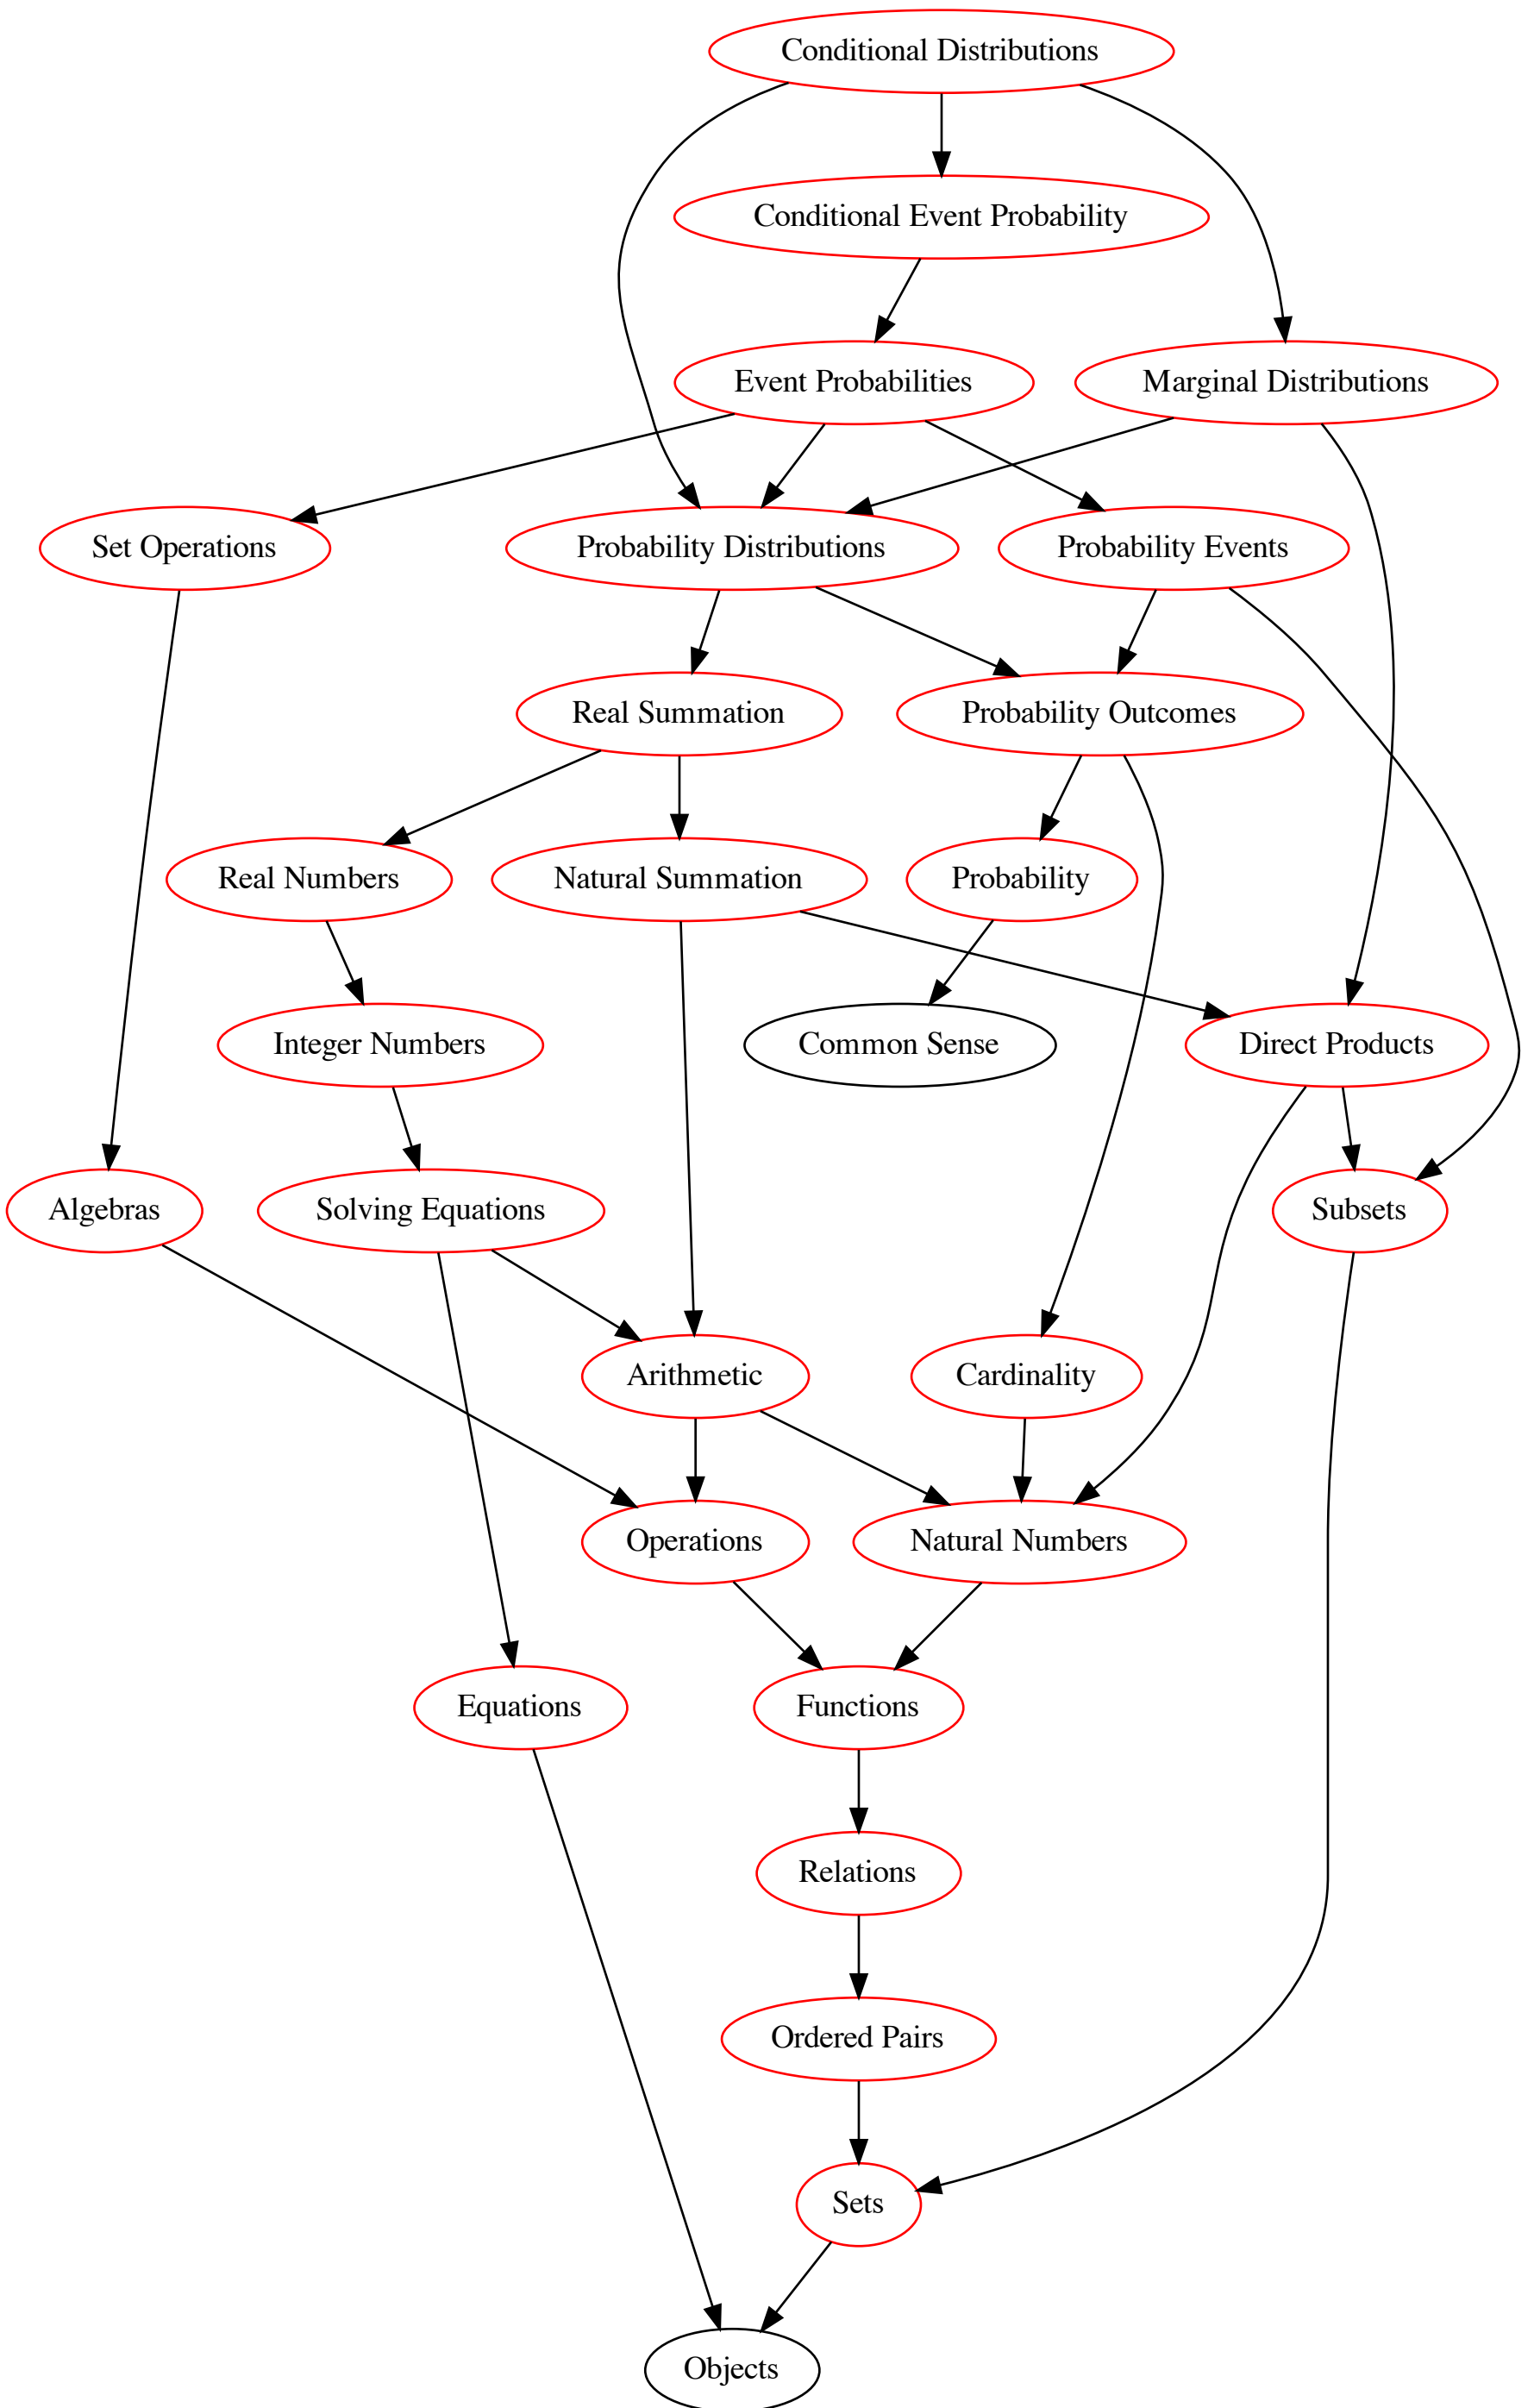 Conditional Distributions
Conditional Event Probability
Event Probabilities
Marginal Distributions
Set Operations
Probability Distributions
Probability Events
Real Summation
Probability Outcomes
Real Numbers
Natural Summation
Probability
Integer Numbers
Common Sense
Direct Products
Algebras
Solving Equations
Subsets
Arithmetic
Cardinality
Operations
Natural Numbers
Equations
Functions
Relations
Ordered Pairs
Sets
Objects